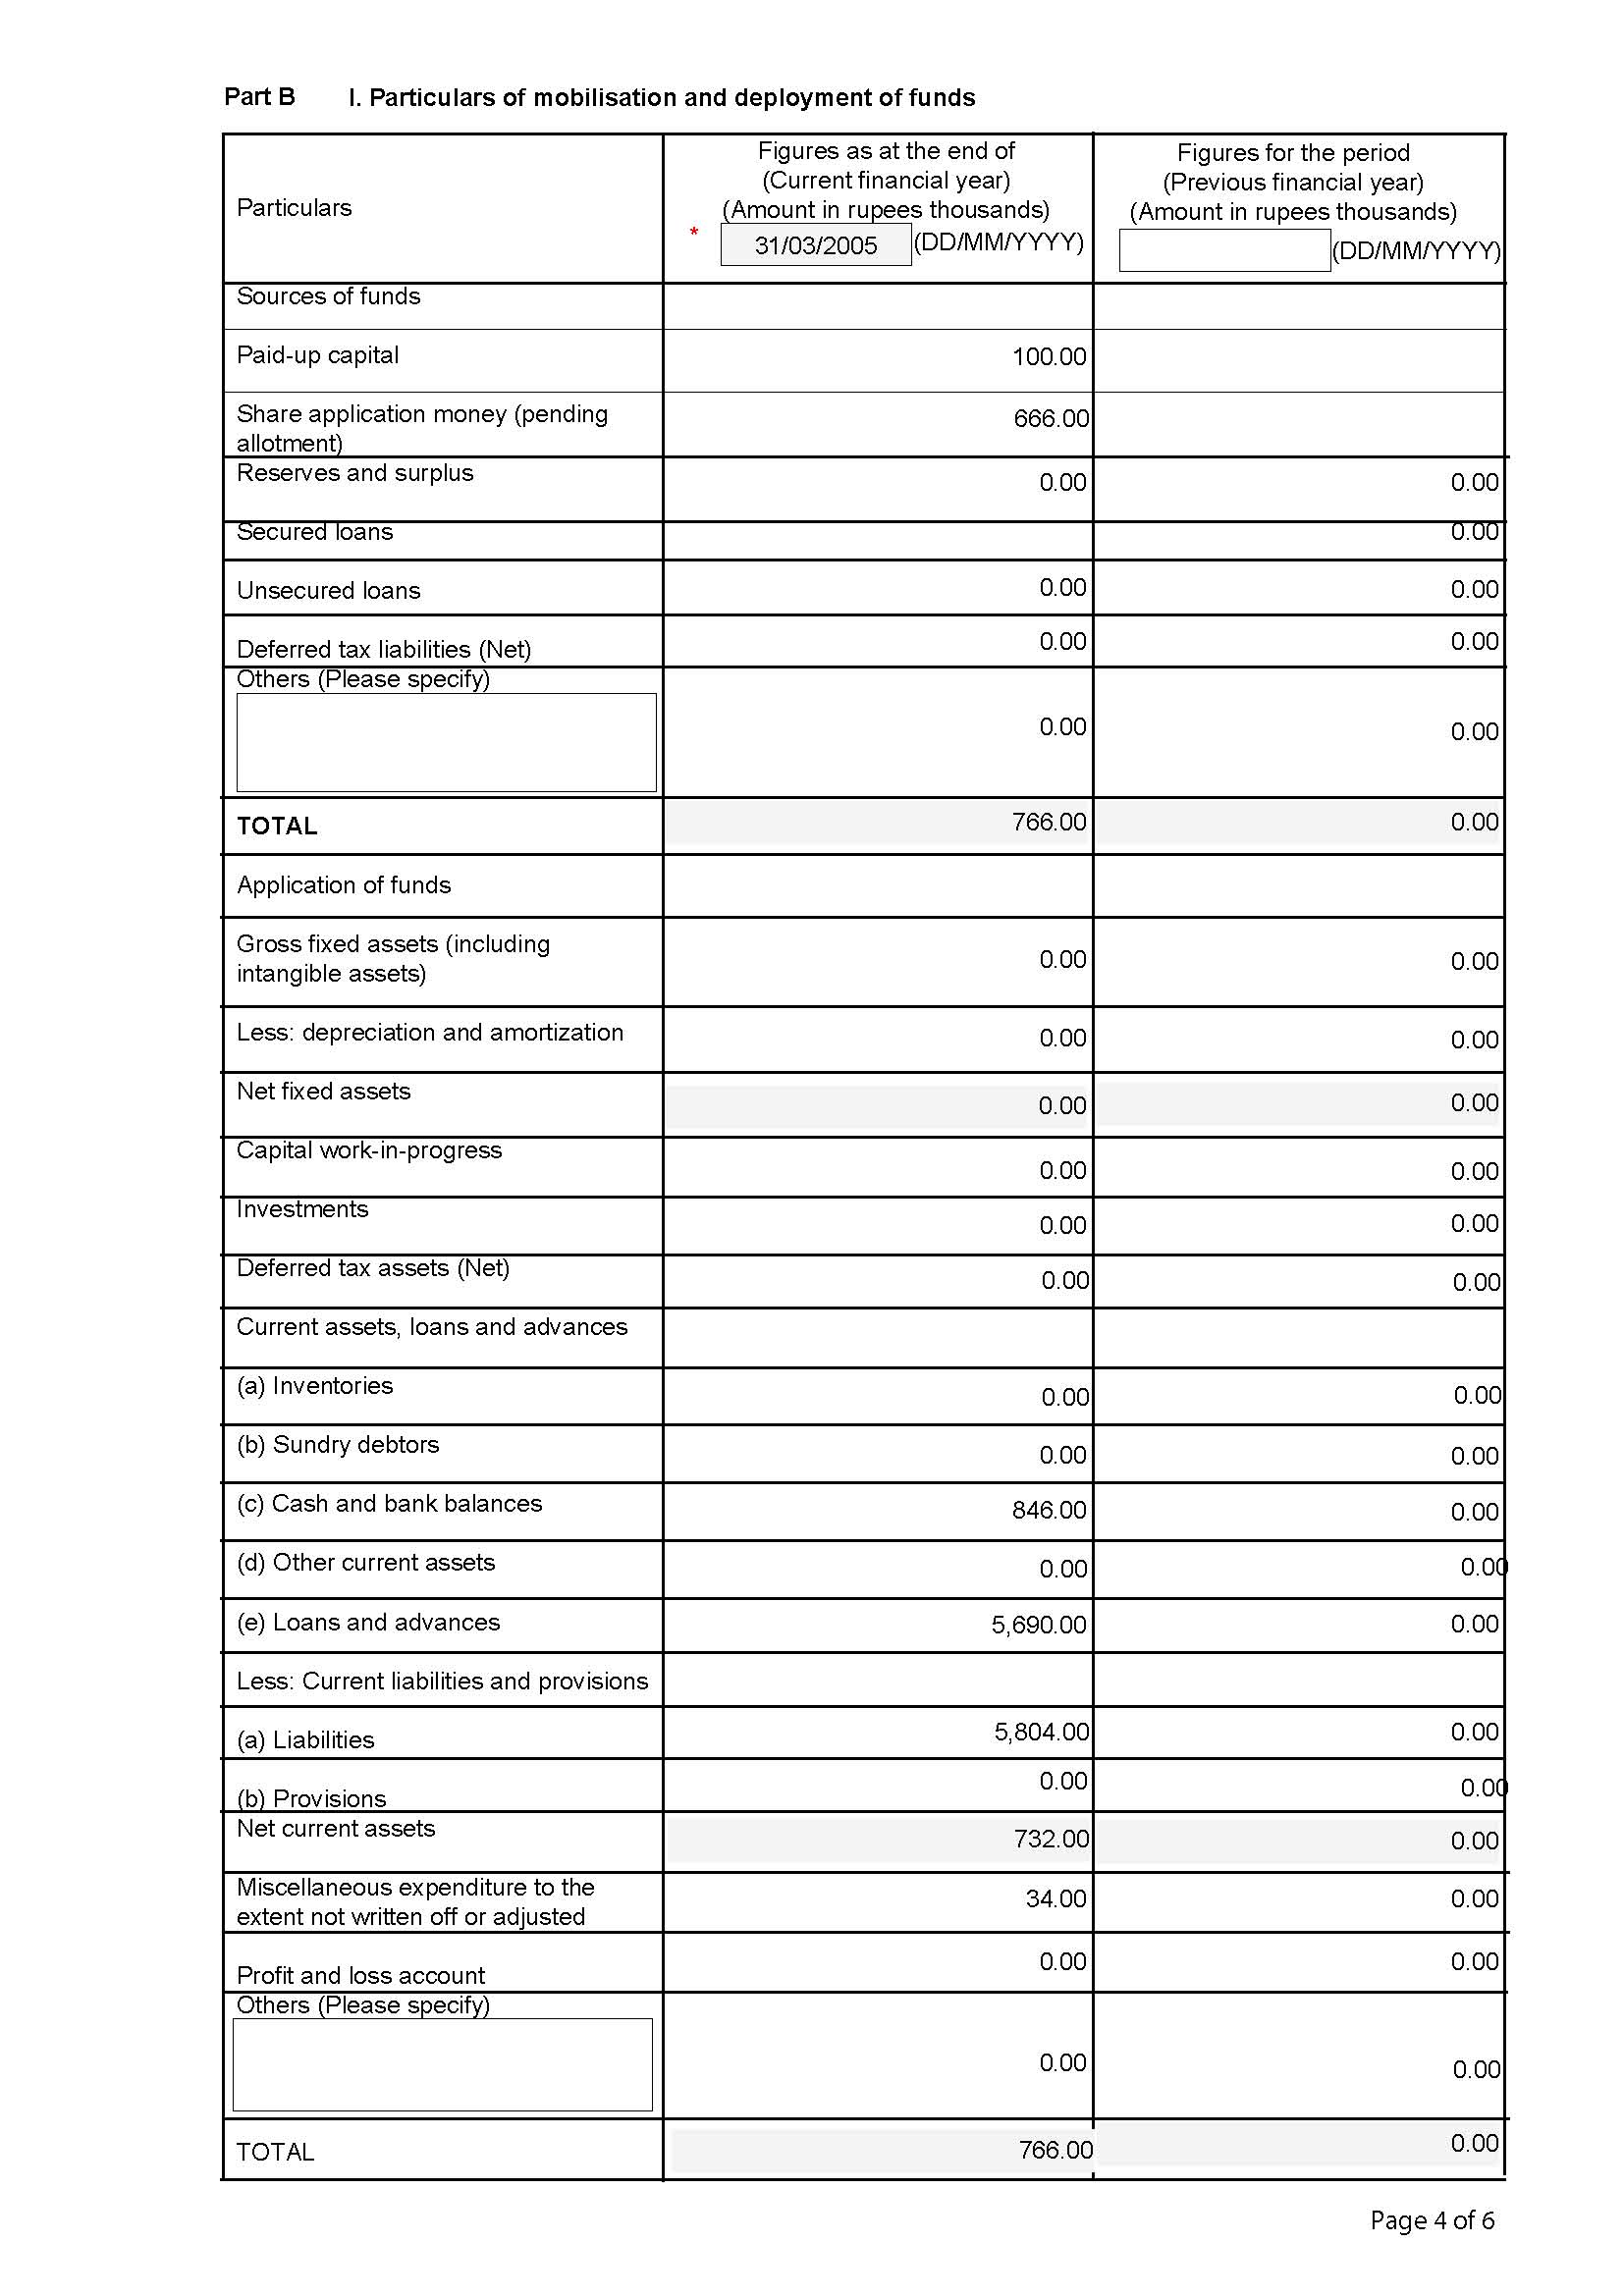 Part B I. Particulars of mobilisation and deployment of funds
Particulars
Figures as at the end of
(Current financial year)
(Amount in rupees thousands)
* 31/03/2005 (DD/MM/YYYY)
Figures for the period
(Previous financial year)
(Amount in rupees thousands)
(DD/MM/YYYY)
Sources of funds
Paid-up capital 100.00
Share application money (pending
allotment) 666.00
Reserves and surplus 0.00 0.00
Secured loans 0.00
Unsecured loans 0.00 0.00
Deferred tax liabilities (Net) 0.00 0.00
Others (Please specify)
0.00 0.00
TOTAL 766.00 0.00
Application of funds
Gross fixed assets (including
intangible assets) 0.00 0.00
Less: depreciation and amortization 0.00 0.00
Net fixed assets 0.00 0.00
Capital work-in-progress 0.00 0.00
Investments 0.00 0.00
Deferred tax assets (Net) 0.00 0.00
Current assets, loans and advances
(a) Inventories 0.00 0.00
(b) Sundry debtors 0.00 0.00
(c) Cash and bank balances 846.00 0.00
(d) Other current assets 0.00 0.00
(e) Loans and advances 5,690.00 0.00
Less: Current liabilities and provisions
(a) Liabilities 5,804.00 0.00
(b) Provisions 0.00 0.00
Net current assets 732.00 0.00
Miscellaneous expenditure to the
extent not written off or adjusted 34.00 0.00
Profit and loss account 0.00 0.00
Others (Please specify)
0.00 0.00
TOTAL 766.00 0.00
Page 4 of 6